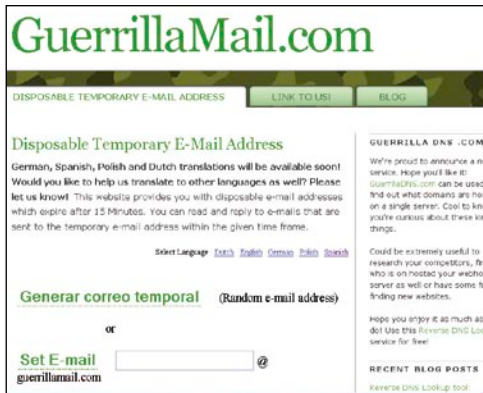 GuerrillaMail.com
DISPOSABLE TEMPORARY E-MAIL ADDRESS
LINK TO US!
BLOG
Disposable Temporary E-Mail Address
German, Spanish, Polish and Dutch translations will be available soon!
Would you like to help us translate to other languages as well? Please
let us know! This website provides you with disposable e-mail addresses
which expire after 15 Minutes. You can read and reply to e-mails that are
sent to the temporary e-mail address within the given time frame.
Select Language Dutch English German Polish Spanish
Generar correo temporal (Random e-mail address)
or
Set E-mail @
guerrillamail.com
GUERRILLA DNS .COM
We're proud to announce a
service. Hope you'll like it!
GuerrillaDNS.com can be used
find out what domains are
on a single server. Cool to
you're curious about these
things.
Could be extremely useful to
research your competitors,
who is on hosted your
server as well or have some
finding new websites.
Hope you enjoy it as much as
do! Use this Reverse DNS
service for free!
RECENT BLOG POSTS
Reverse DNS Lookup tool: